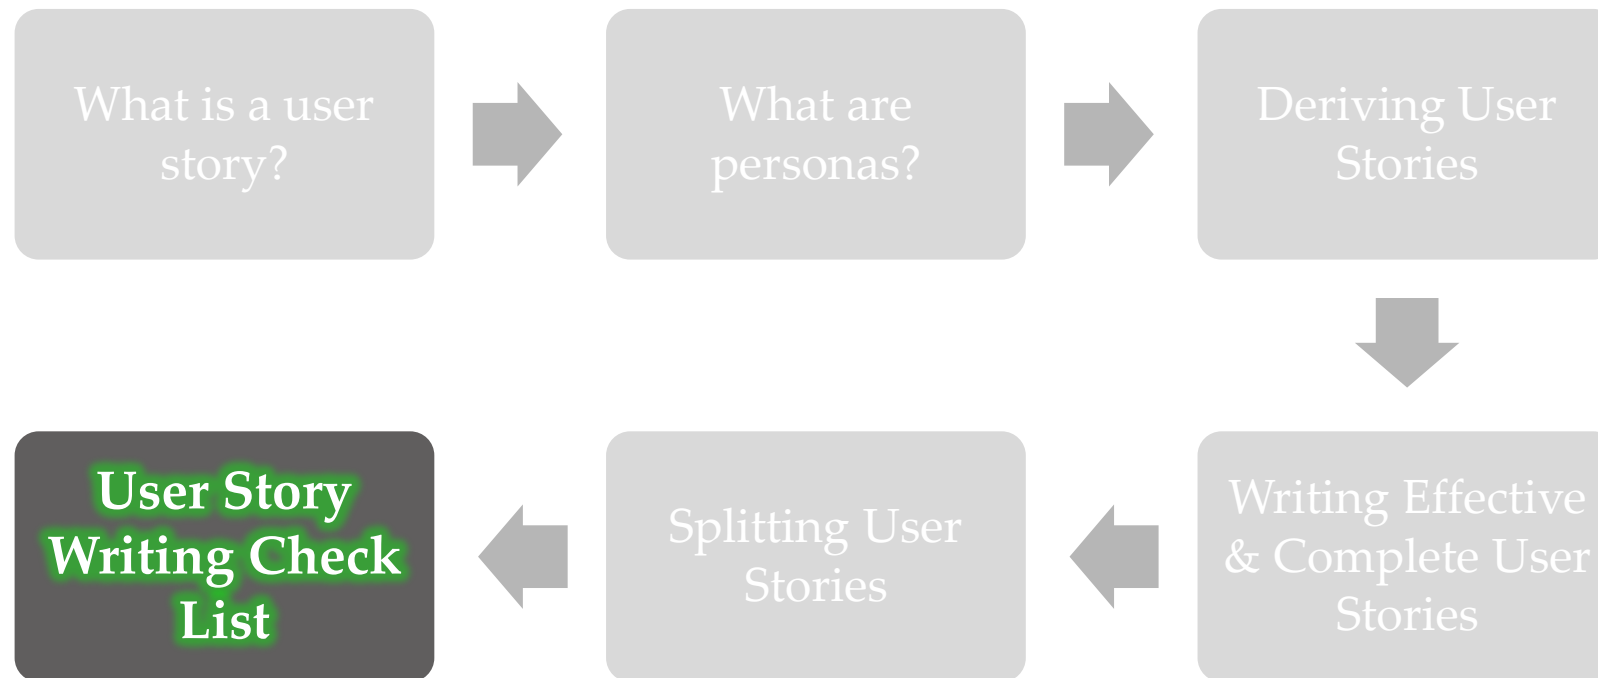 What is a user
story?
What are
personas?
Deriving User
Stories
Writing Effective
& Complete User
Stories
Splitting User
Stories
User Story
Writing Check
List